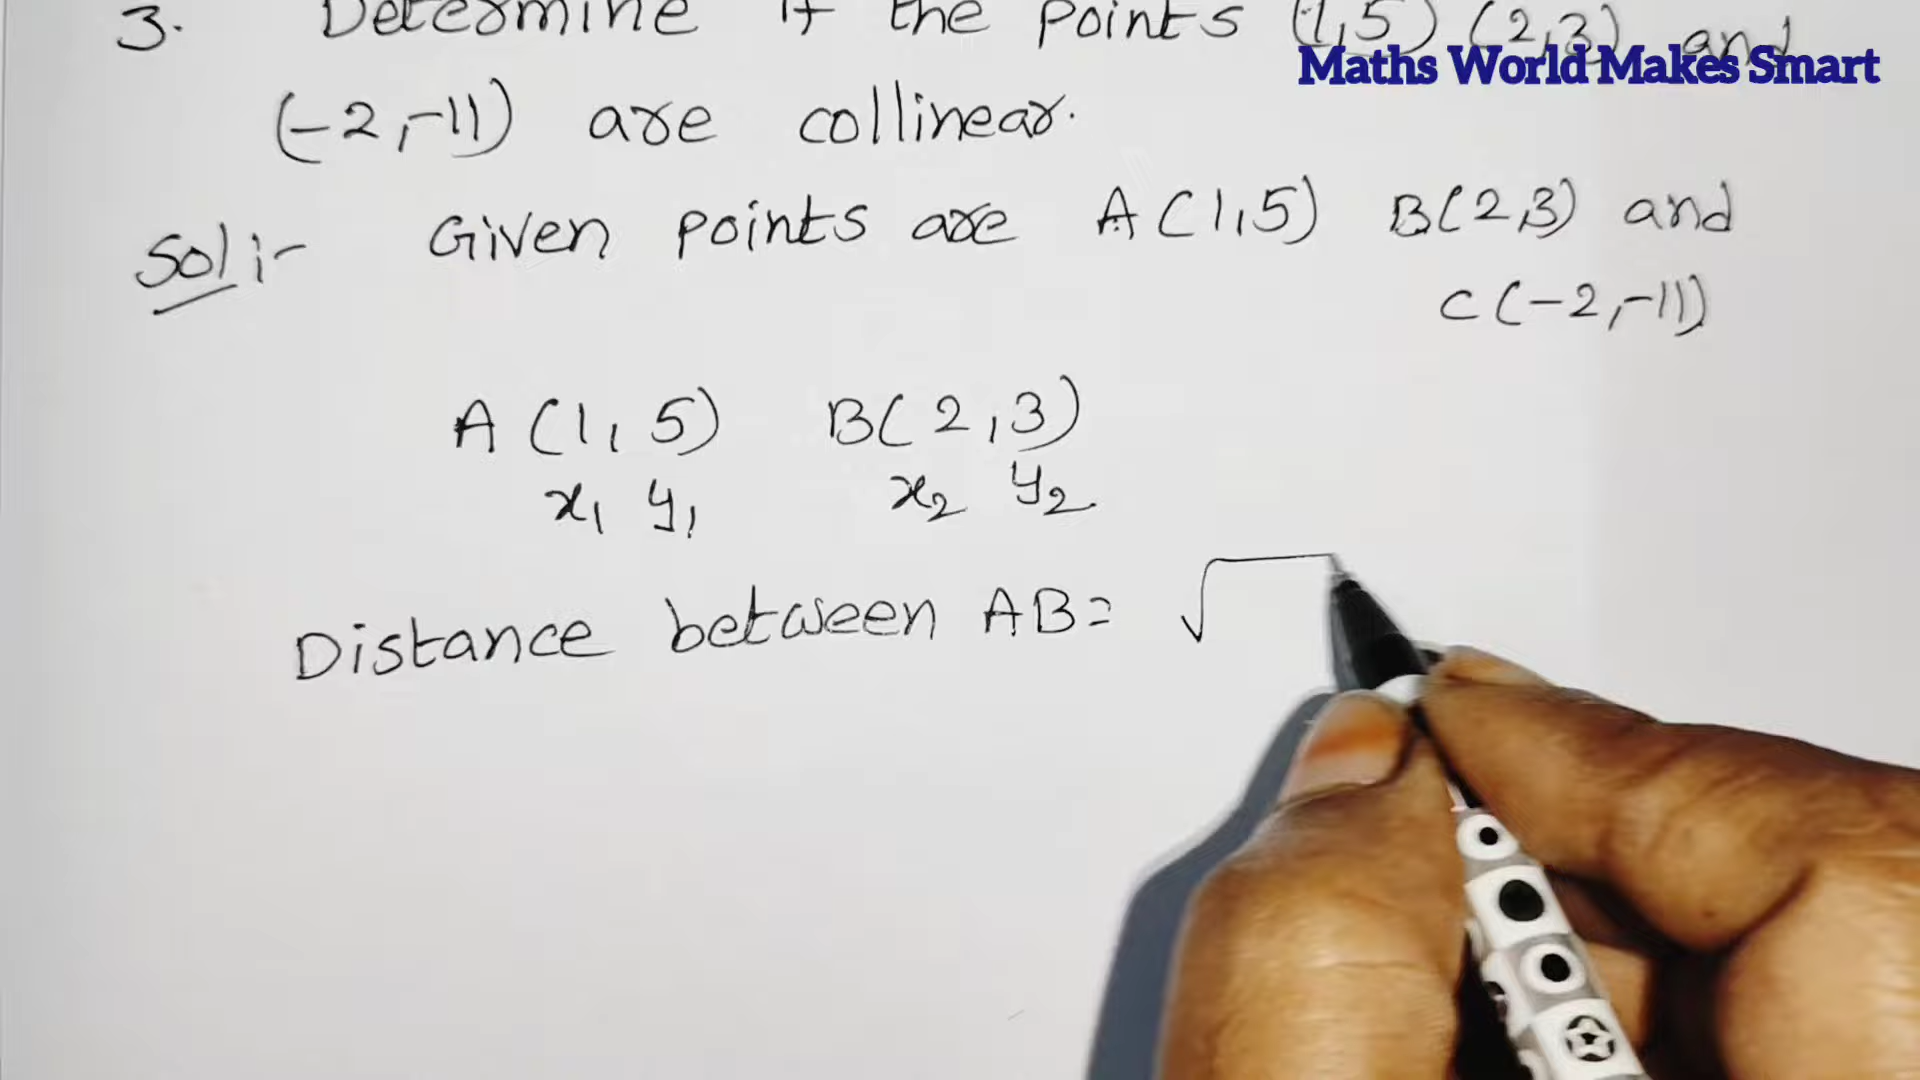 3. Determine if the points (1,5) (2,3) and
Maths World Makes Smart
(-2,-11) are collinear.
Sol:- Given points are A(1,5) B(2,3) and
C(-2,-11)
A(1, 5) B(2,3)
x₁ y₁ x₂ y₂
Distance between AB = √